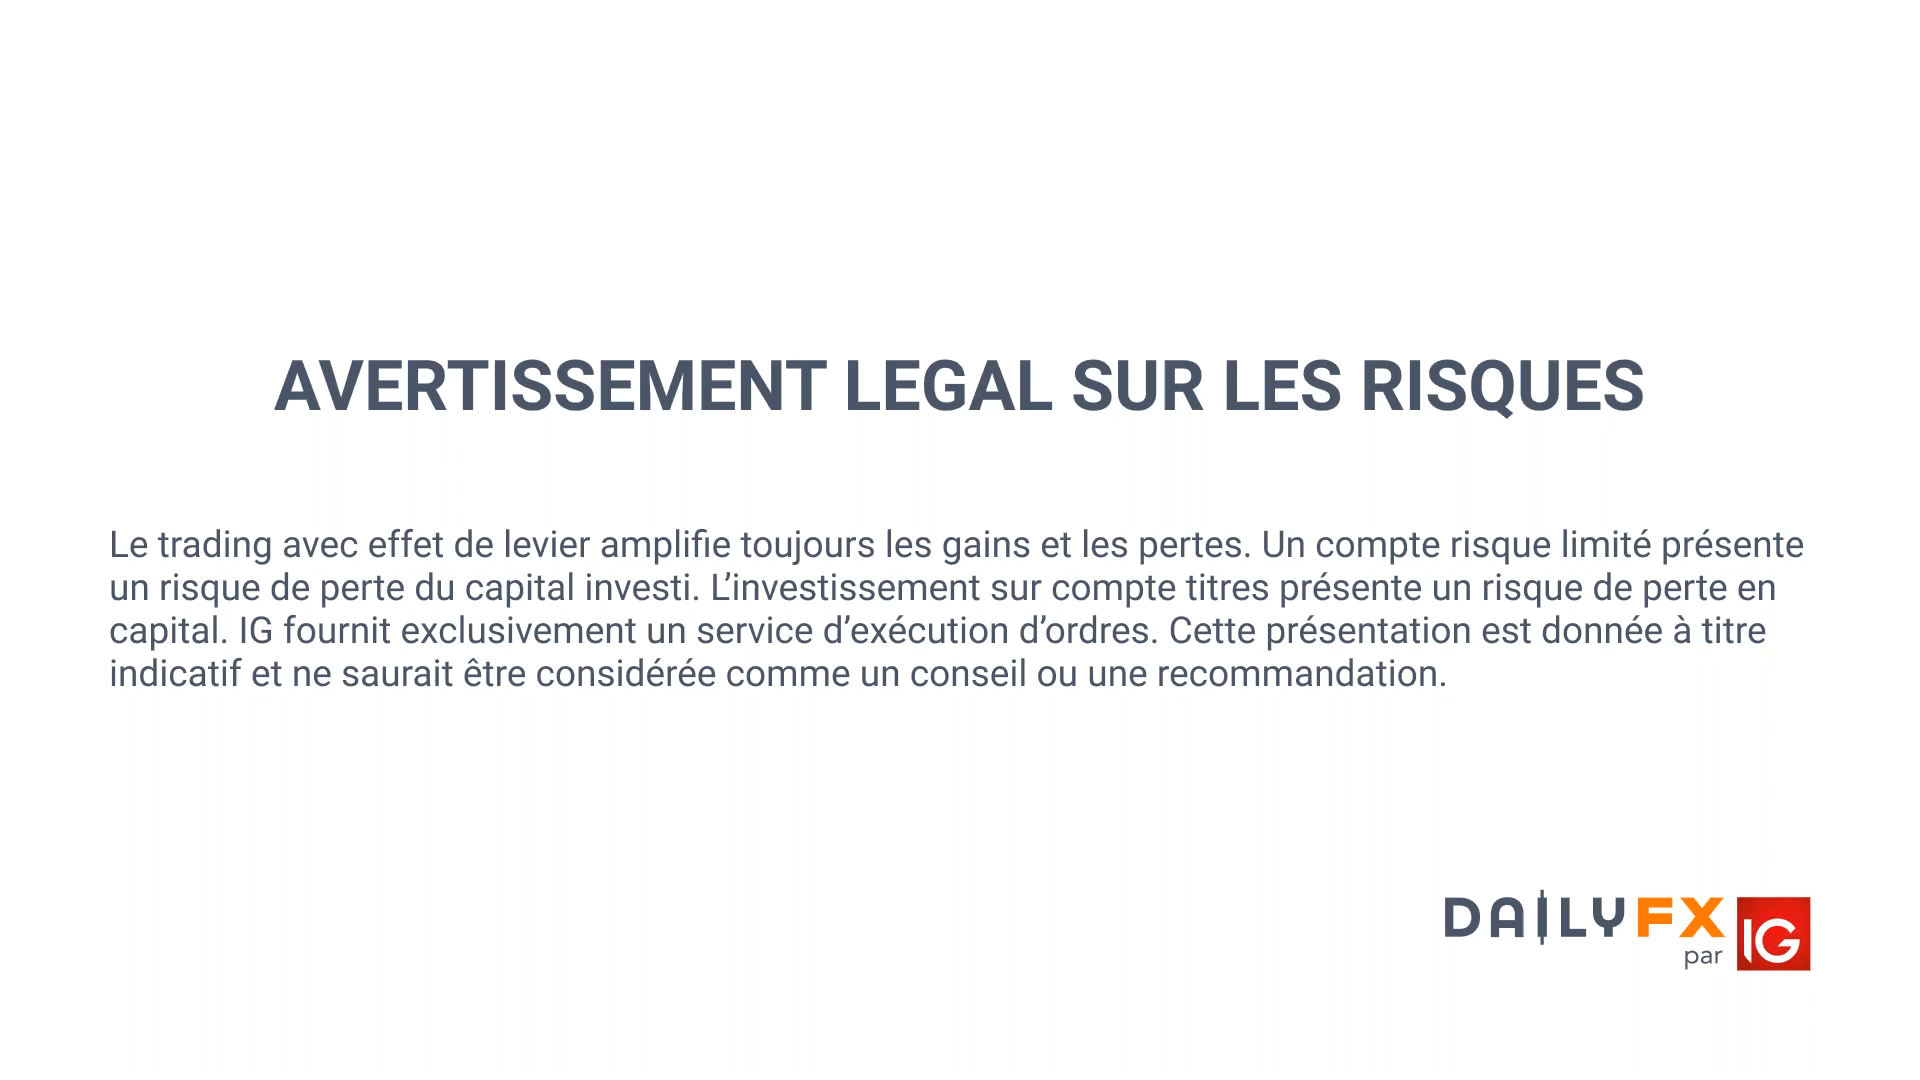 AVERTISSEMENT LEGAL SUR LES RISQUES
Le trading avec effet de levier amplifie toujours les gains et les pertes. Un compte risque limité présente
un risque de perte du capital investi. L’investissement sur compte titres présente un risque de perte en
capital. IG fournit exclusivement un service d’exécution d’ordres. Cette présentation est donnée à titre
indicatif et ne saurait être considérée comme un conseil ou une recommandation.
DAILYFX
par IG